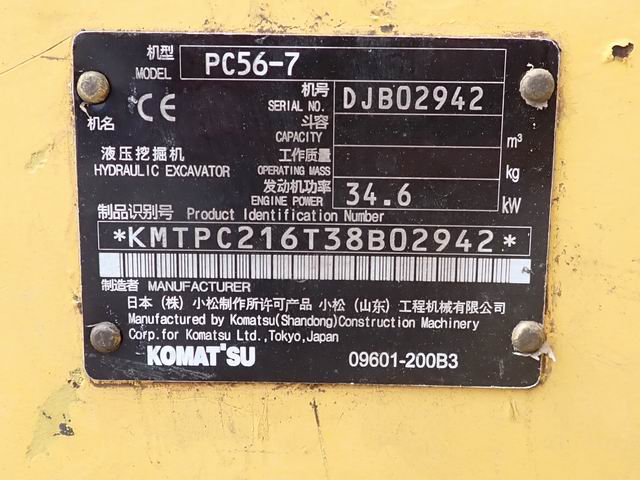 机型 MODEL PC56-7
CE
机号 SERIAL NO. DJB02942
机名
斗容 CAPACITY m³
液压挖掘机
HYDRAULIC EXCAVATOR
工作质量 OPERATING MASS kg
发动机功率 ENGINE POWER 34.6 kW
制品识别号 Product Identification Number
*KMTPC216T38B02942*
制造者 MANUFACTURER
日本（株）小松制作所许可产品 小松（山东）工程机械有限公司
Manufactured by Komatsu(Shandong)Construction Machinery
Corp.for Komatsu Ltd.,Tokyo,Japan
KOMATSU 09601-200B3